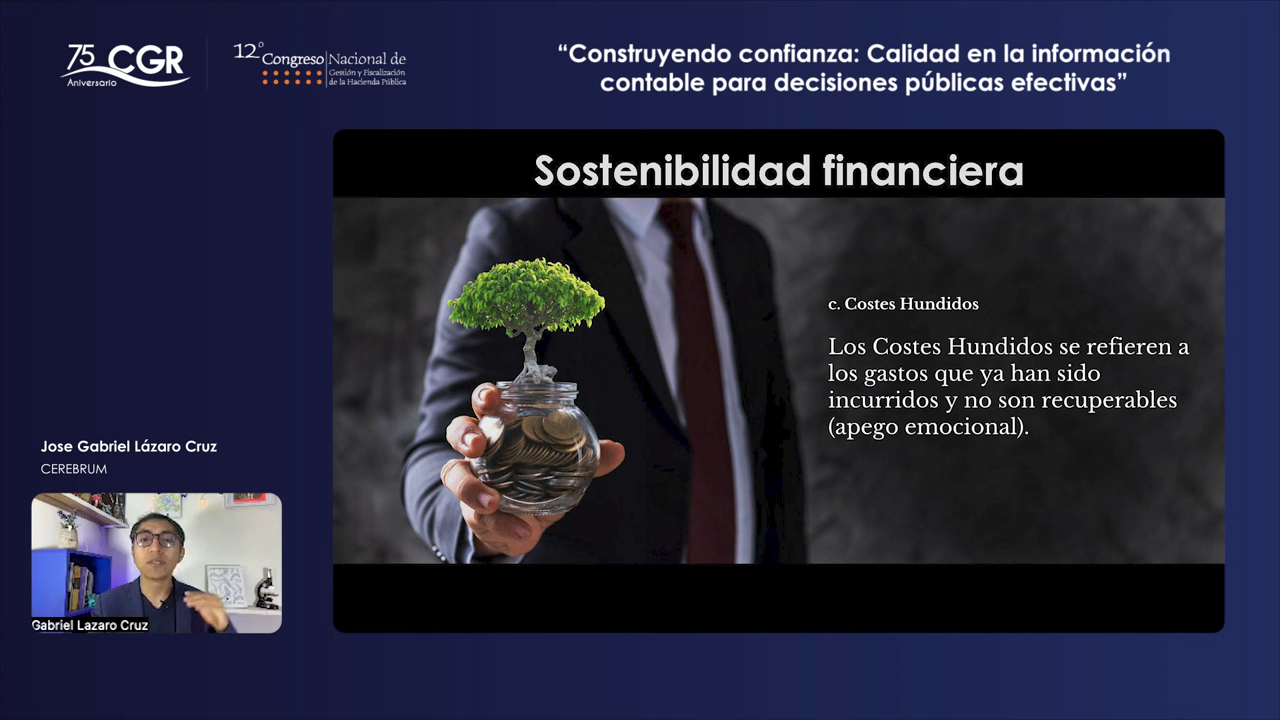 75 CGR
Aniversario
12° Congreso Nacional de
Gestión y Fiscalización
de la Hacienda Pública
“Construyendo confianza: Calidad en la información
contable para decisiones públicas efectivas”
Sostenibilidad financiera
c. Costes Hundidos
Los Costes Hundidos se refieren a
los gastos que ya han sido
incurridos y no son recuperables
(apego emocional).
Jose Gabriel Lázaro Cruz
CEREBRUM
Gabriel Lazaro Cruz